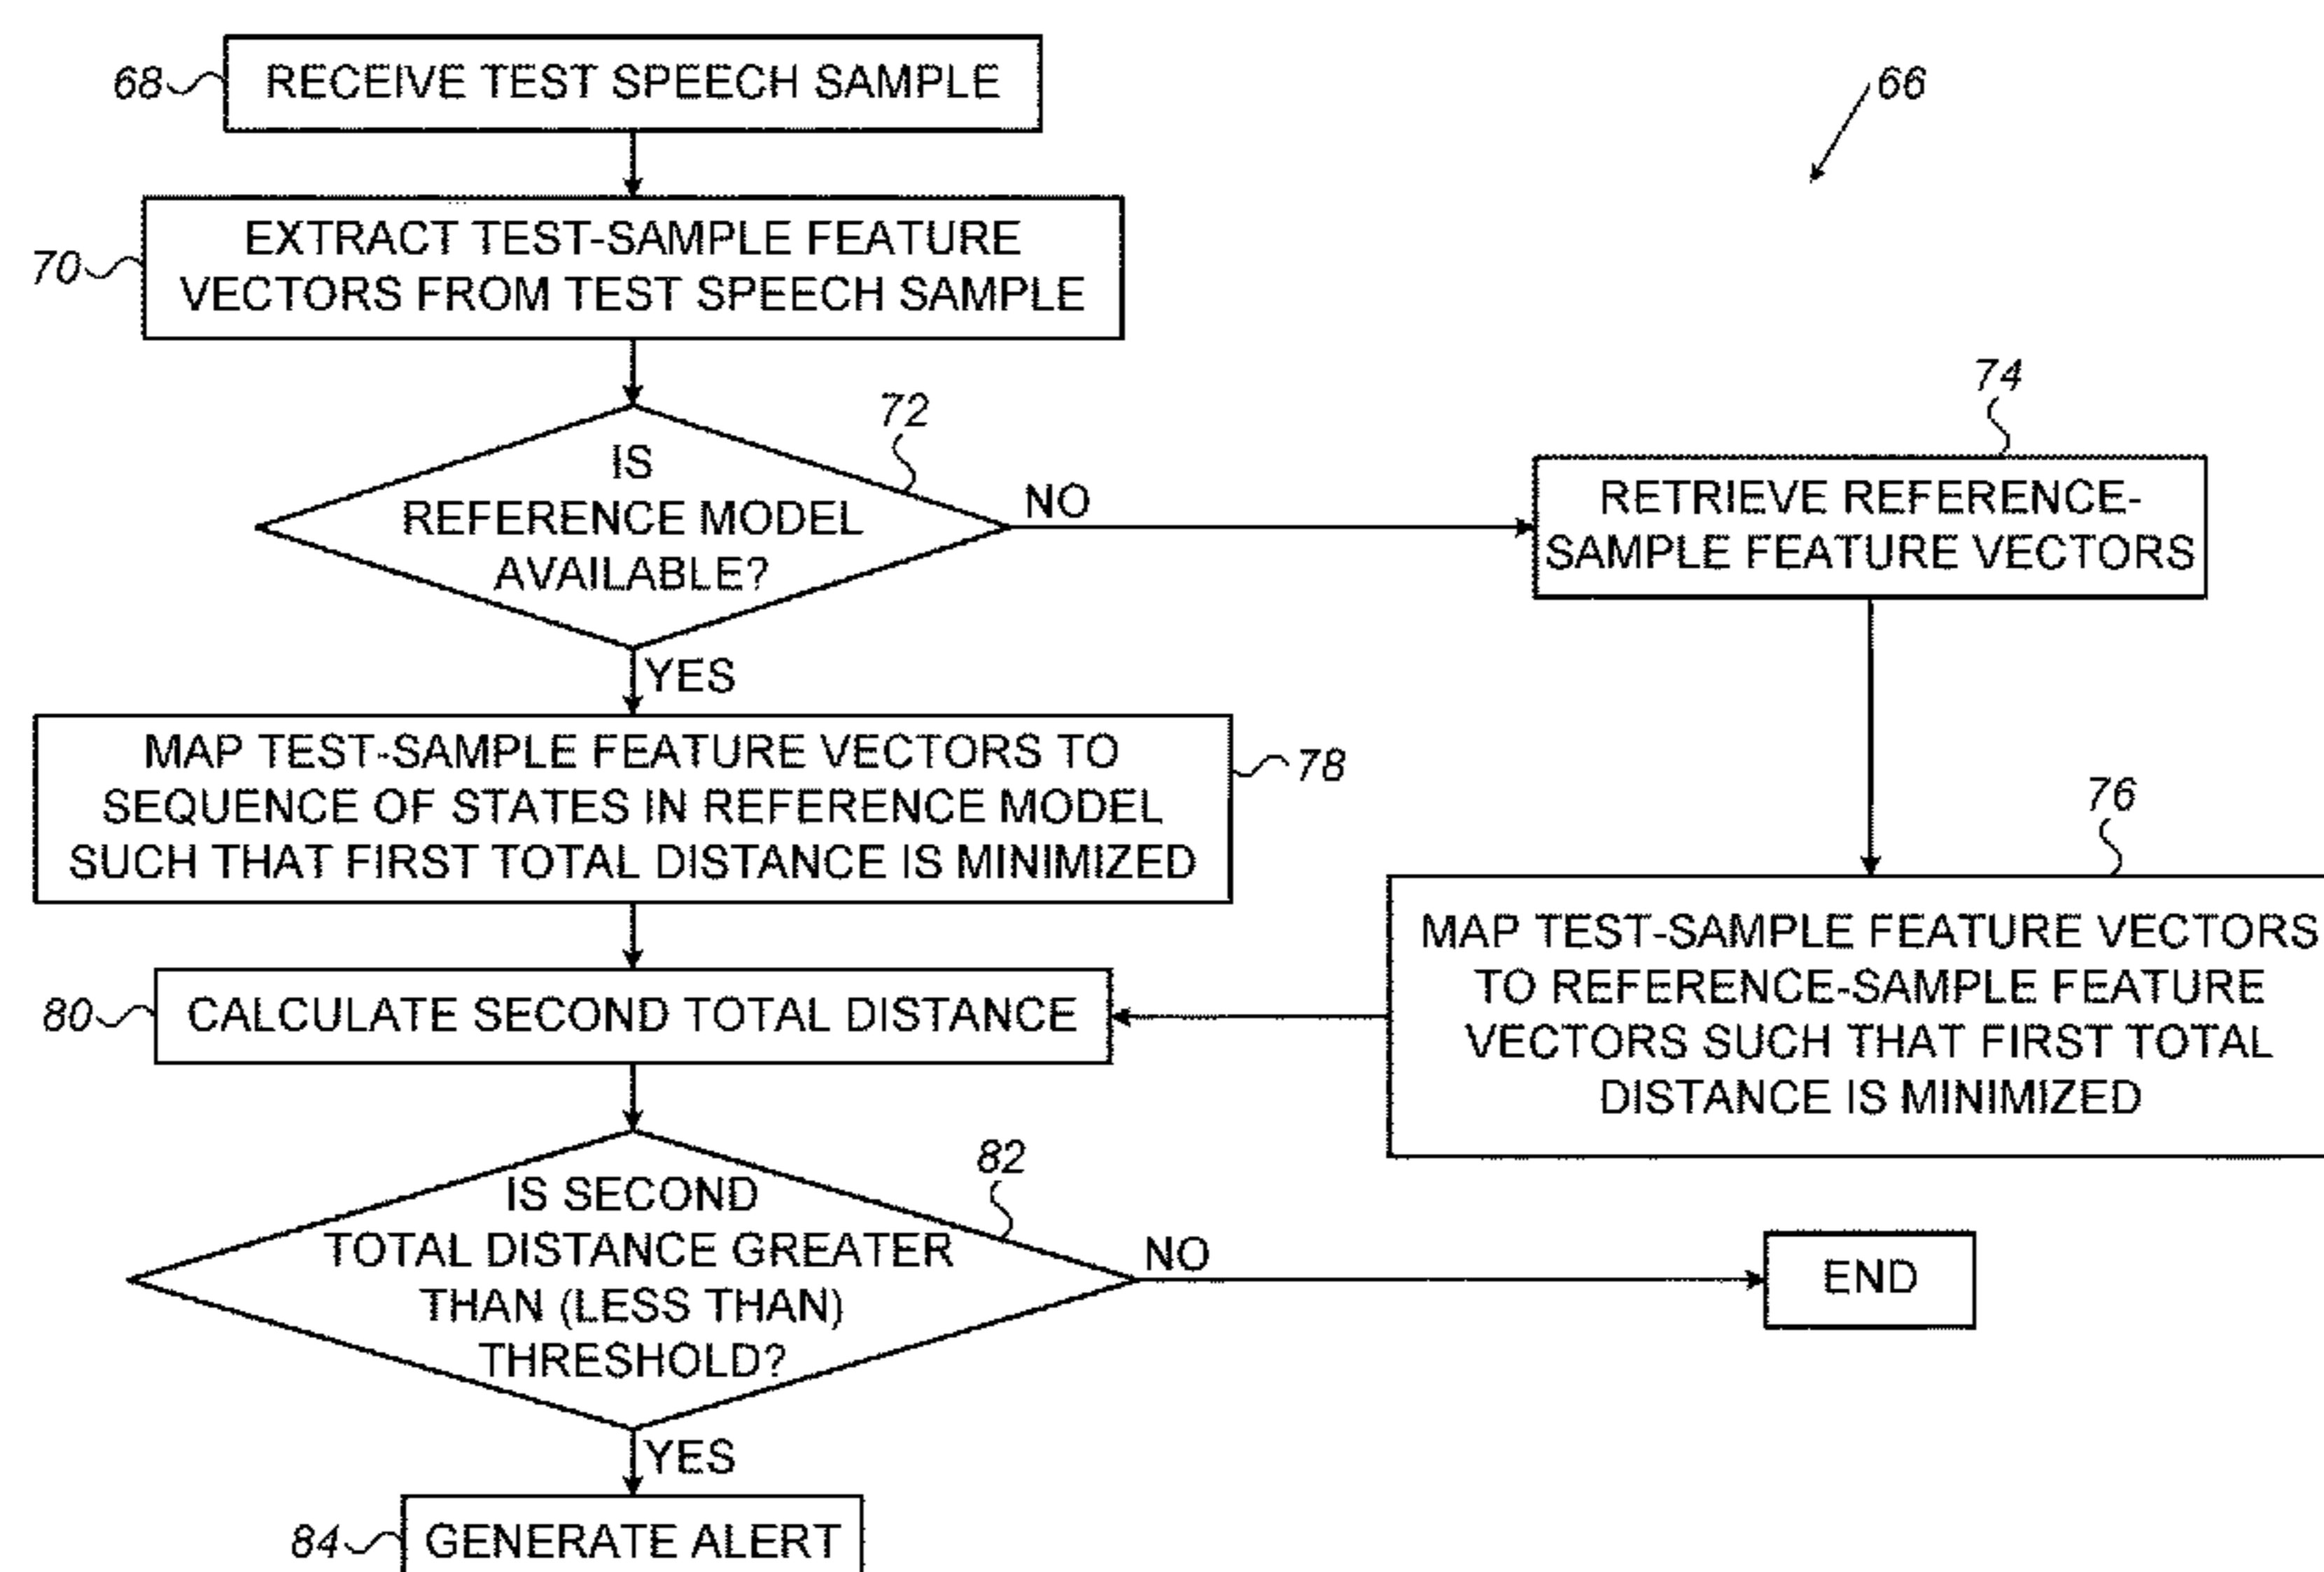 68
RECEIVE TEST SPEECH SAMPLE
66
70
EXTRACT TEST-SAMPLE FEATURE
VECTORS FROM TEST SPEECH SAMPLE
72
IS
REFERENCE MODEL
AVAILABLE?
NO
74
RETRIEVE REFERENCE-
SAMPLE FEATURE VECTORS
YES
MAP TEST-SAMPLE FEATURE VECTORS TO
SEQUENCE OF STATES IN REFERENCE MODEL
SUCH THAT FIRST TOTAL DISTANCE IS MINIMIZED
78
76
MAP TEST-SAMPLE FEATURE VECTORS
TO REFERENCE-SAMPLE FEATURE
VECTORS SUCH THAT FIRST TOTAL
DISTANCE IS MINIMIZED
80
CALCULATE SECOND TOTAL DISTANCE
82
IS SECOND
TOTAL DISTANCE GREATER
THAN (LESS THAN)
THRESHOLD?
NO
END
YES
84
GENERATE ALERT